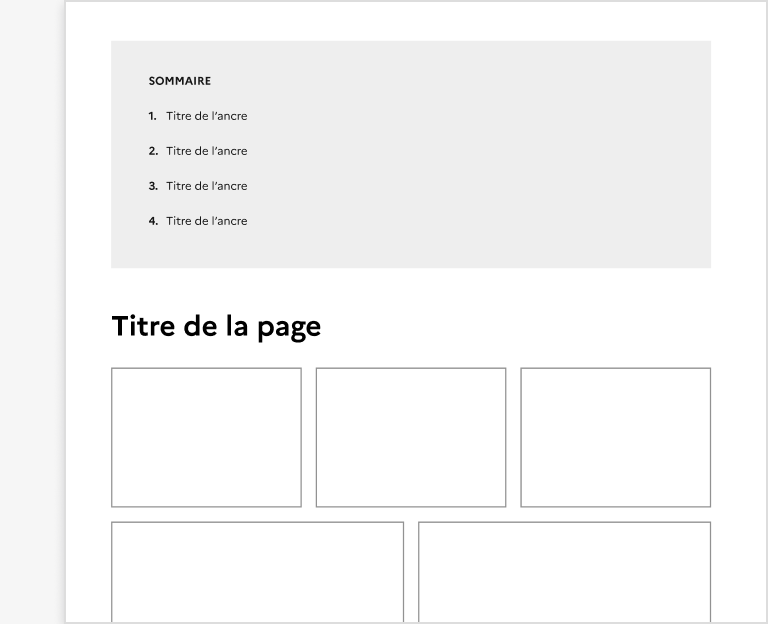 SOMMAIRE
1. Titre de l’ancre
2. Titre de l’ancre
3. Titre de l’ancre
4. Titre de l’ancre
Titre de la page